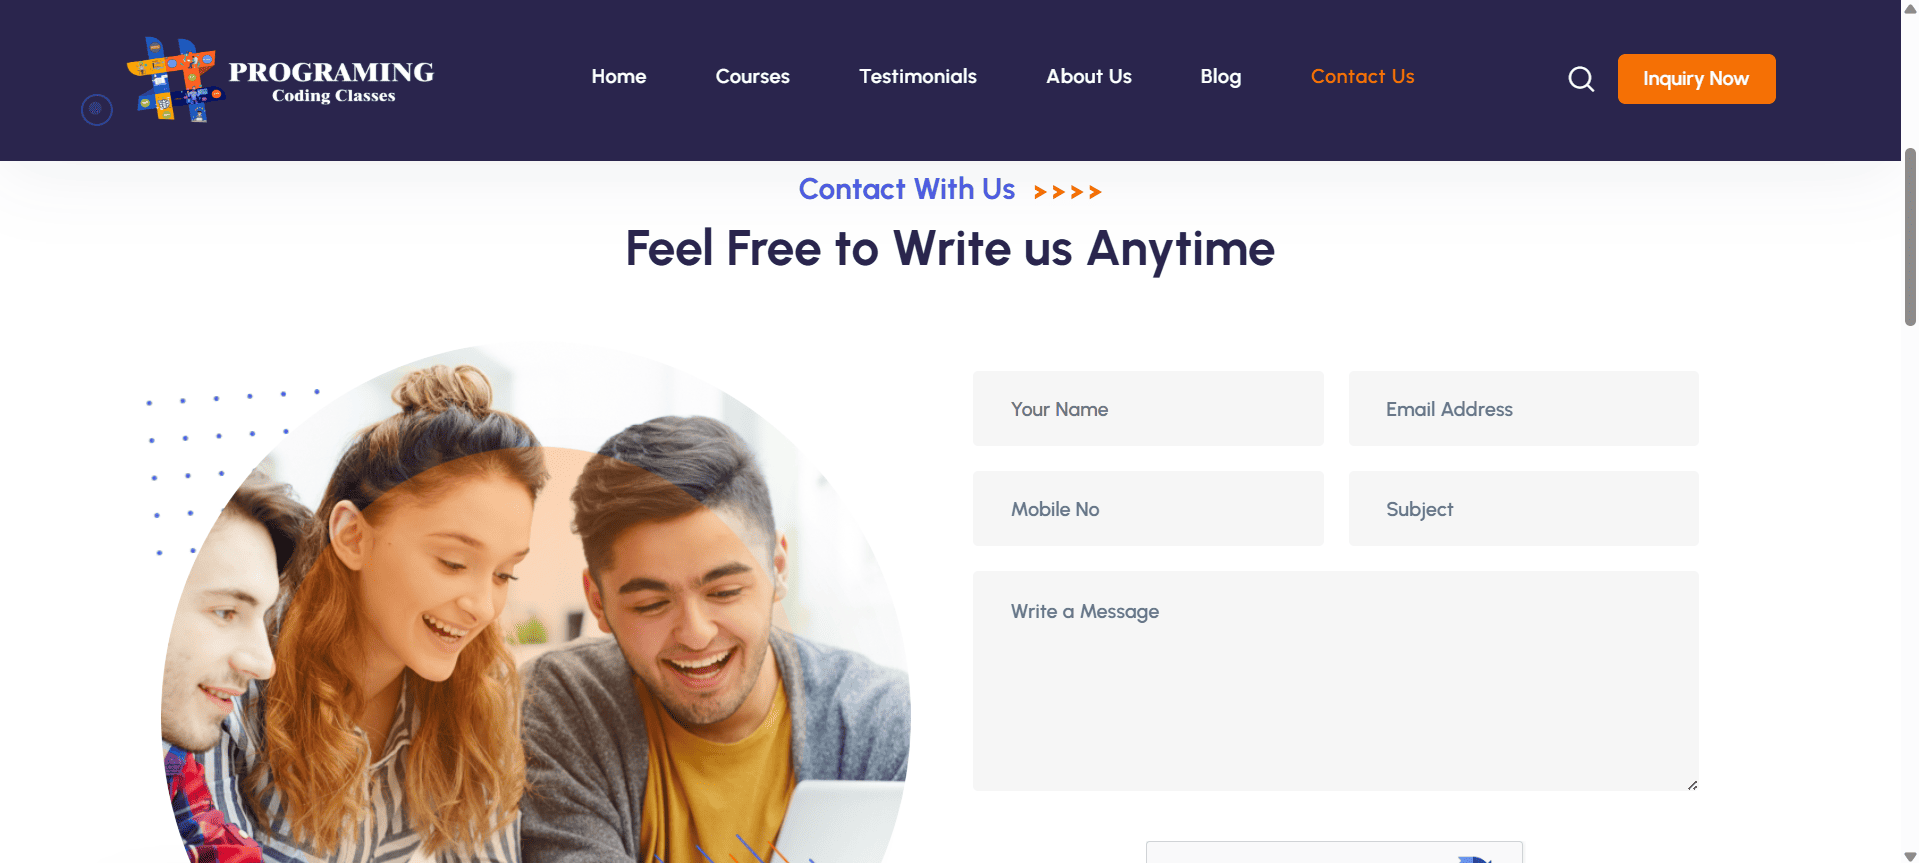 PROGRAMING
Coding Classes
Home Courses Testimonials About Us Blog Contact Us Inquiry Now
Contact With Us > > > >
Feel Free to Write us Anytime
Your Name Email Address
Mobile No Subject
Write a Message